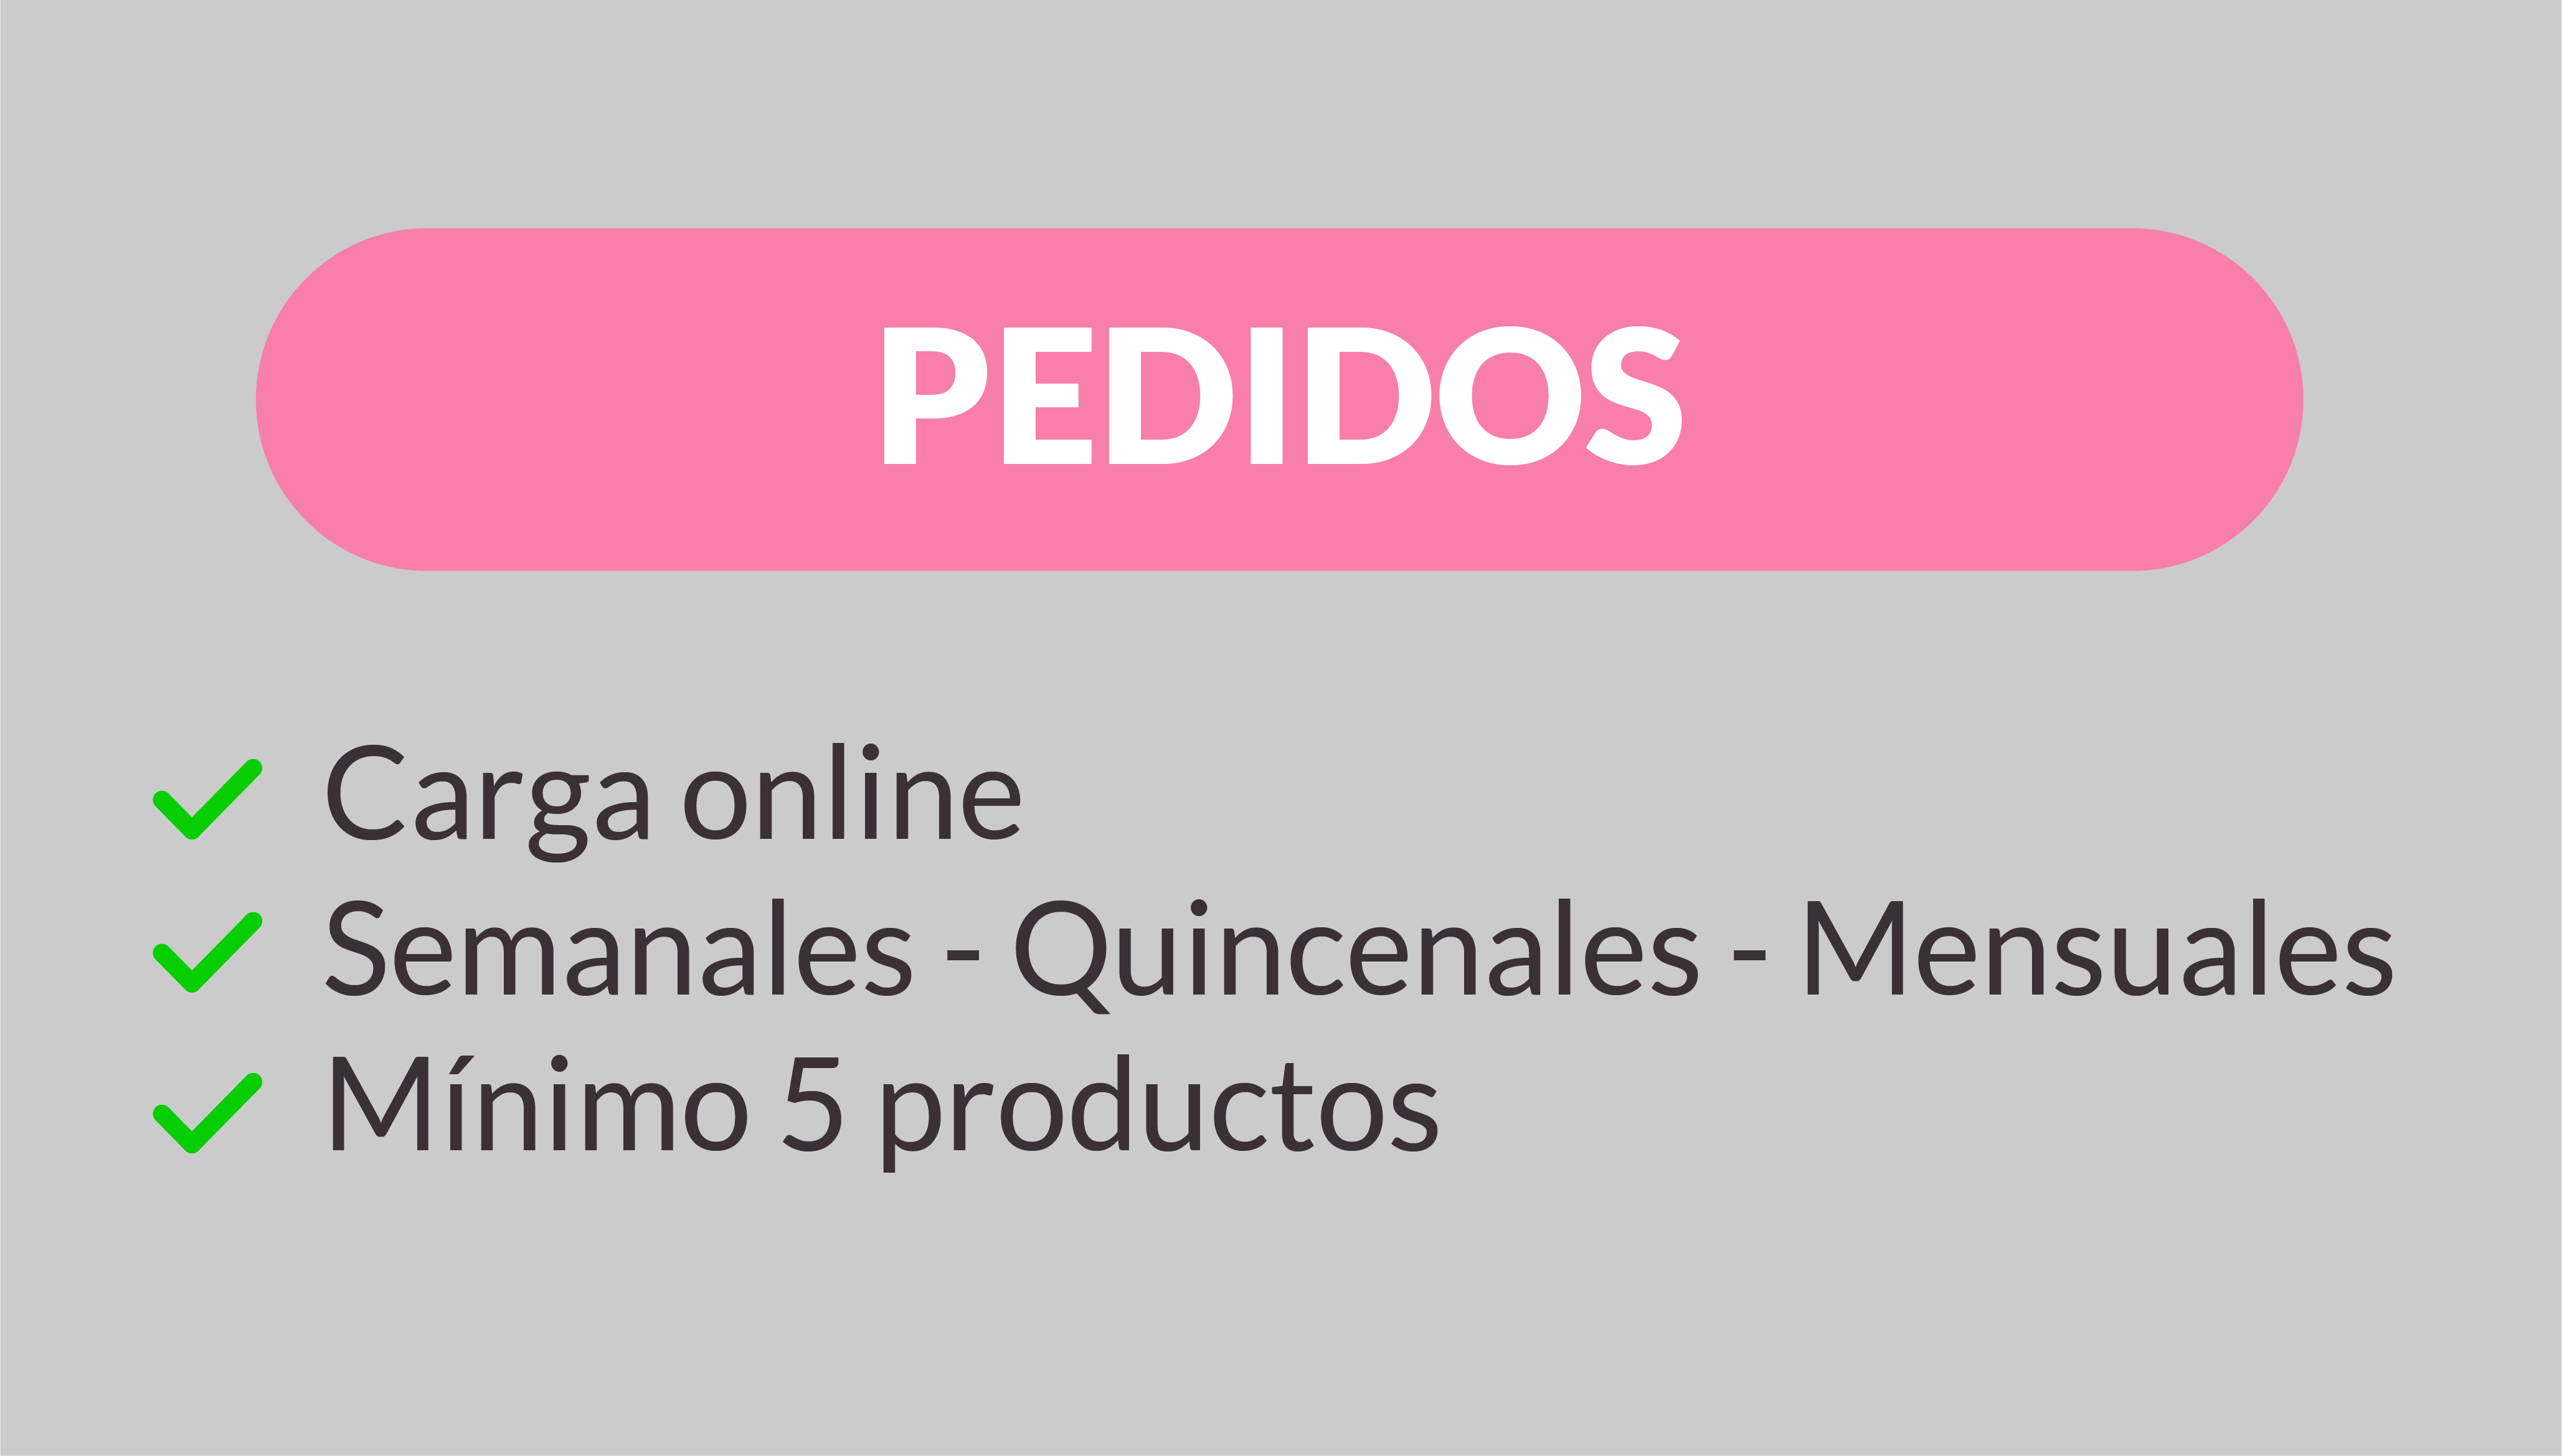 PEDIDOS
Carga online
Semanales - Quincenales - Mensuales
Mínimo 5 productos